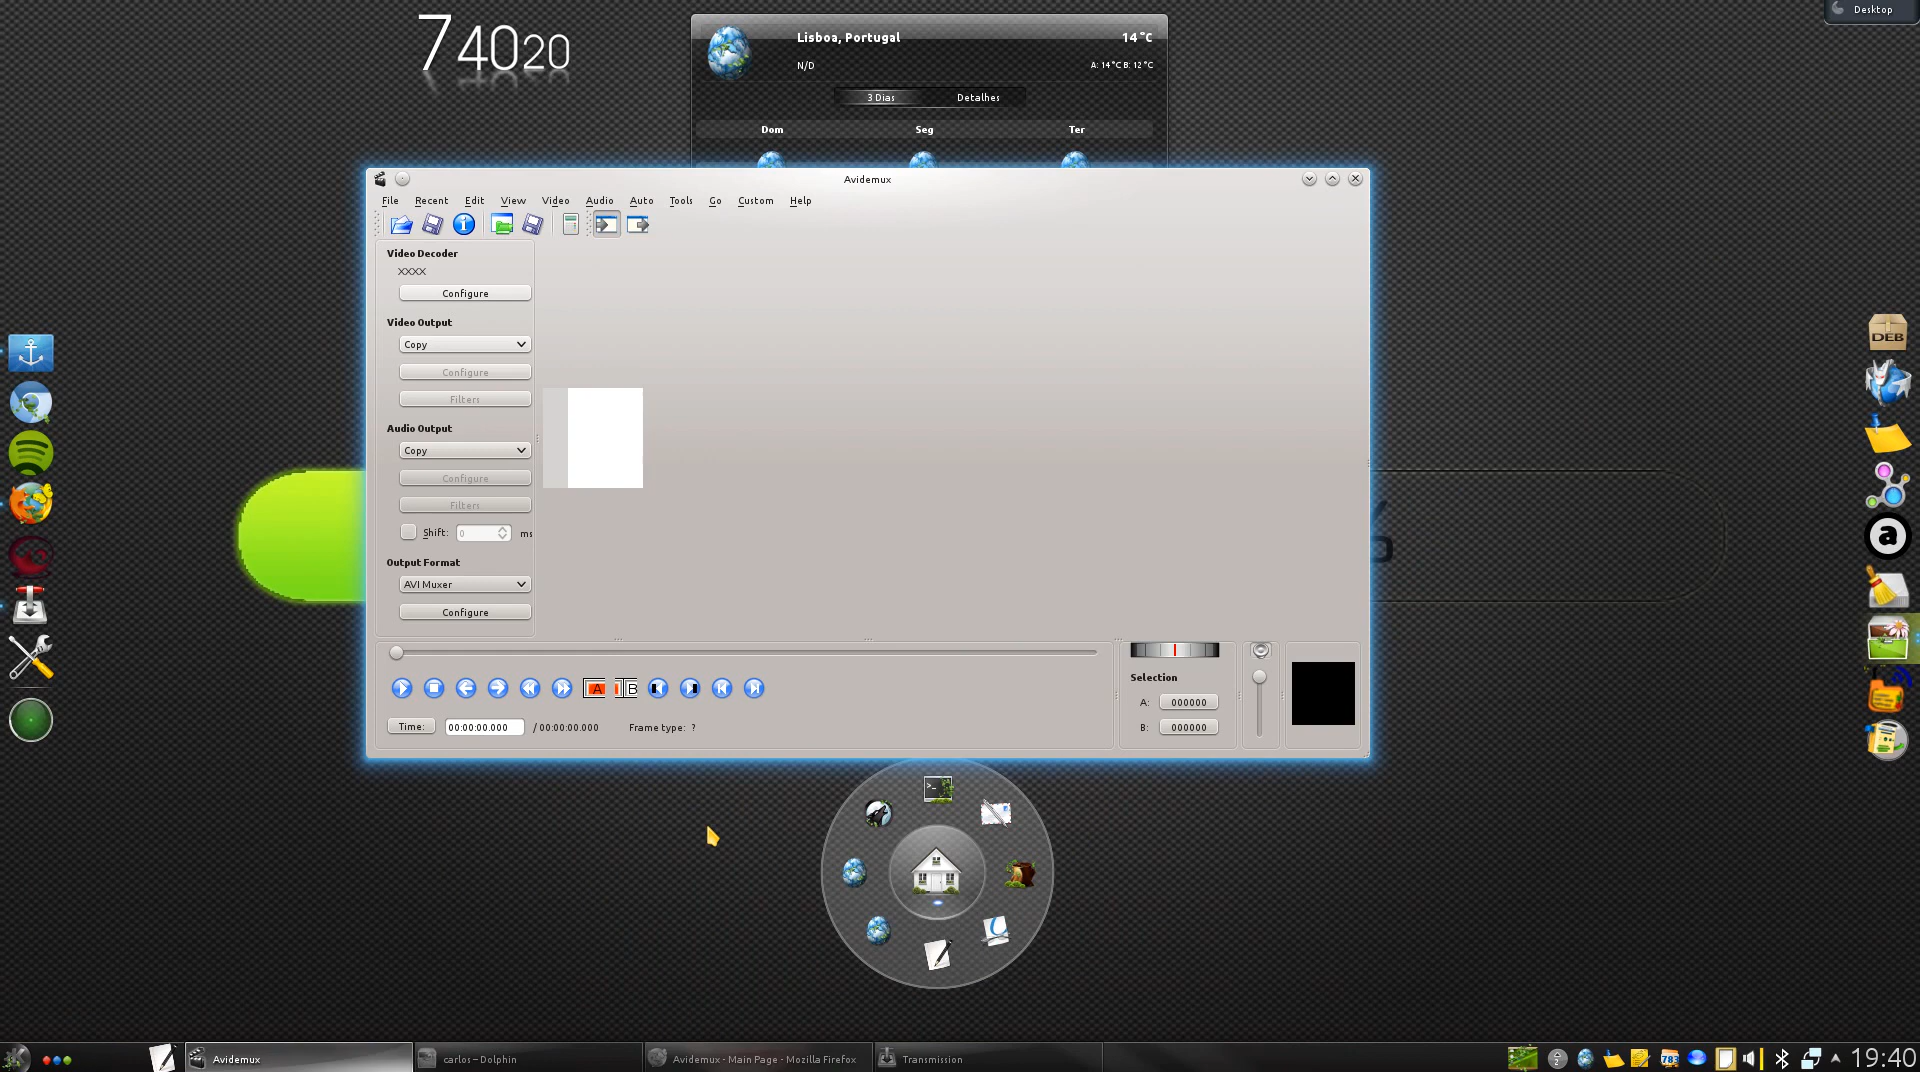 74020
Desktop
Lisboa, Portugal 14°C
N/D A: 14°C B: 12°C
3 Dias Detalhes
Dom Seg Ter
Avidemux
File Recent Edit View Video Audio Auto Tools Go Custom Help
Video Decoder
XXXX
Configure
Video Output
Copy
Configure
Filters
Audio Output
Copy
Configure
Filters
Shift: 0 ms
Output Format
AVI Muxer
Configure
A B
Selection
A: 000000
B: 000000
Time: 00:00:00.000 / 00:00:00.000 Frame type: ?
DEB
a
Avidemux
carlos – Dolphin
Avidemux - Main Page - Mozilla Firefox
Transmission
783
19:40